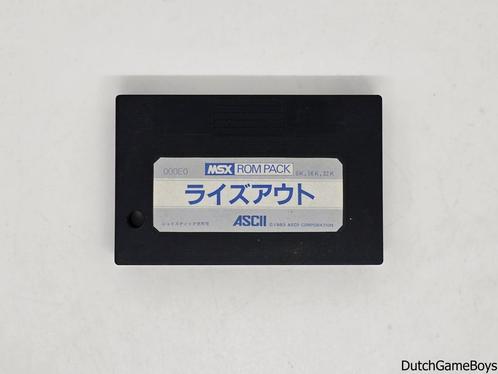 000E0 MSX ROM PACK 8K, 16K, 32K
ライズアウト
ジョイスティック使用可 ASCII ©1983 ASCII CORPORATION
DutchGameBoys